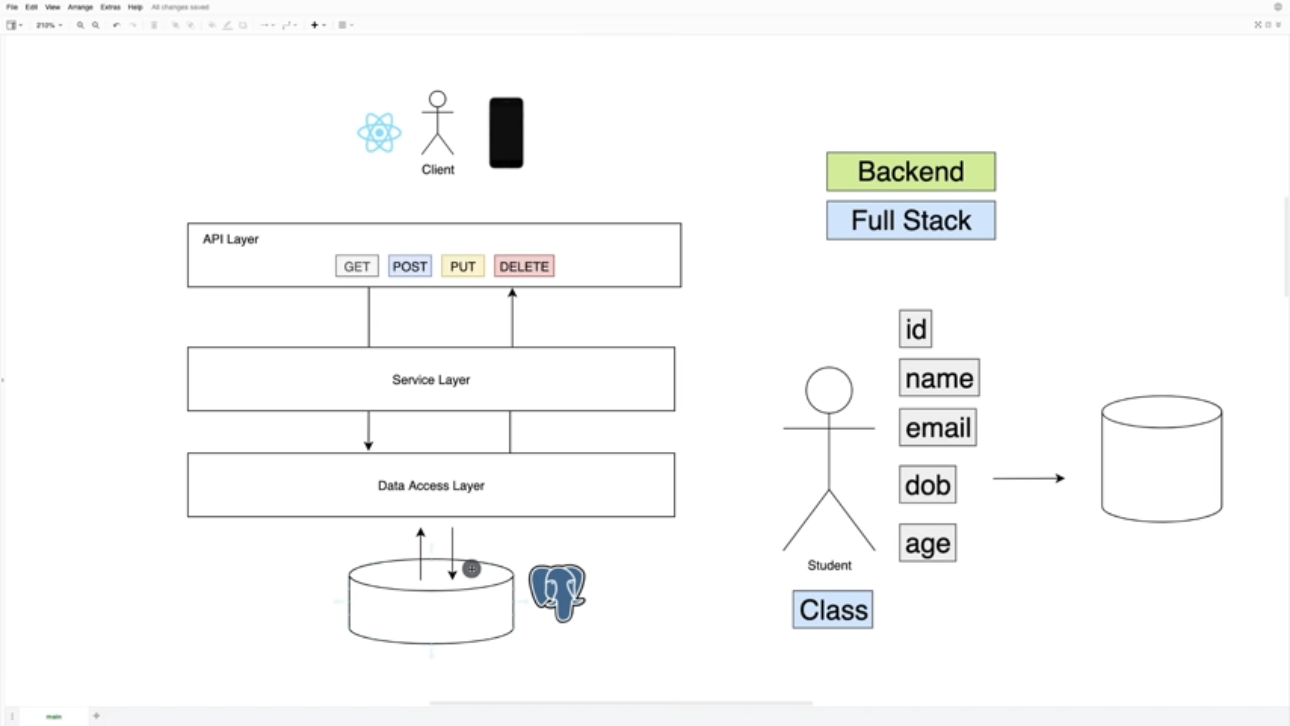 File Edit View Arrange Extras Help All changes saved
210%
Client
API Layer
GET POST PUT DELETE
Service Layer
Data Access Layer
Backend
Full Stack
id
name
email
dob
age
Student
Class
main